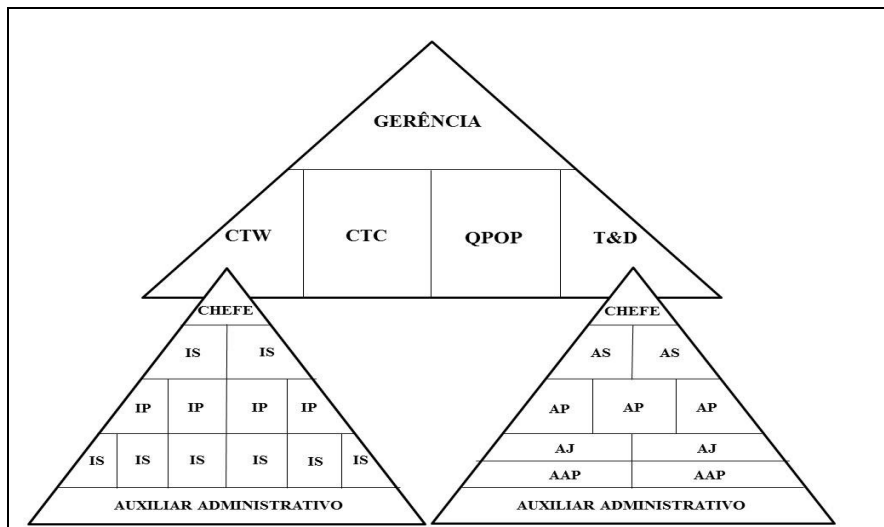 GERÊNCIA
CTW CTC QPOP T&D
CHEFE
IS IS
IP IP IP IP
IS IS IS IS IS IS
AUXILIAR ADMINISTRATIVO
CHEFE
AS AS
AP AP AP
AJ AJ
AAP AAP
AUXILIAR ADMINISTRATIVO